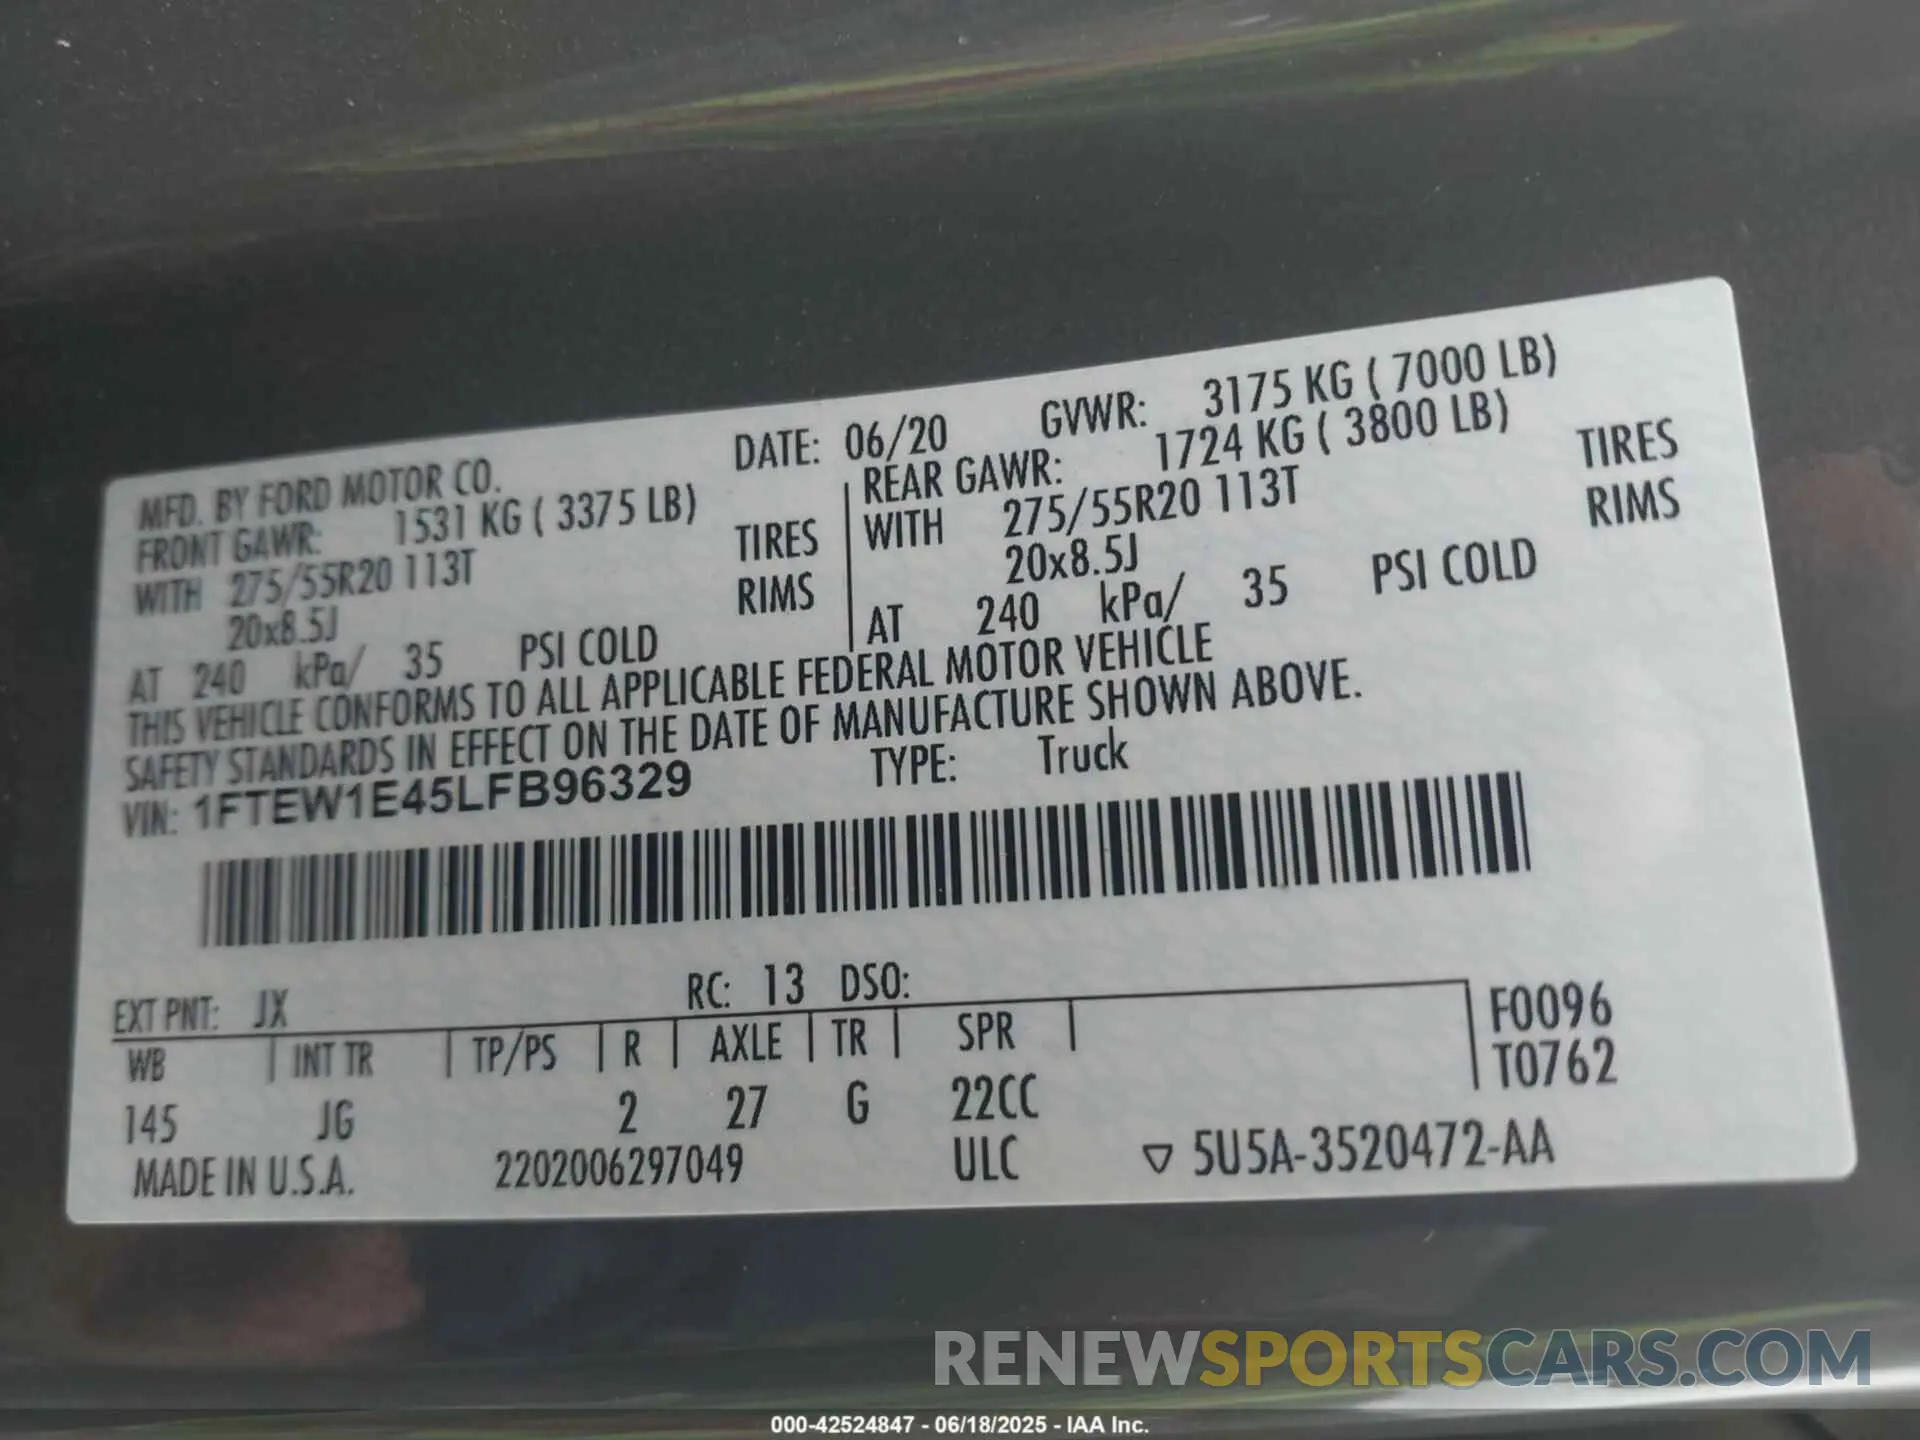 MFD. BY FORD MOTOR CO. DATE: 06/20 GVWR: 3175 KG ( 7000 LB)
FRONT GAWR: 1531 KG ( 3375 LB) REAR GAWR: 1724 KG ( 3800 LB)
WITH 275/55R20 113T TIRES WITH 275/55R20 113T TIRES
20x8.5J RIMS 20x8.5J RIMS
AT 240 kPa/ 35 PSI COLD AT 240 kPa/ 35 PSI COLD
THIS VEHICLE CONFORMS TO ALL APPLICABLE FEDERAL MOTOR VEHICLE
SAFETY STANDARDS IN EFFECT ON THE DATE OF MANUFACTURE SHOWN ABOVE.
VIN: 1FTEW1E45LFB96329 TYPE: Truck
EXT PNT: JX RC: 13 DSO:
WB | INT TR | TP/PS | R | AXLE | TR | SPR | F0096
T0762
145 JG 2 27 G 22CC
MADE IN U.S.A. 2202006297049 ULC ▽ 5U5A-3520472-AA
RENEWSPORTSCARS.COM
000-42524847 - 06/18/2025 - IAA Inc.